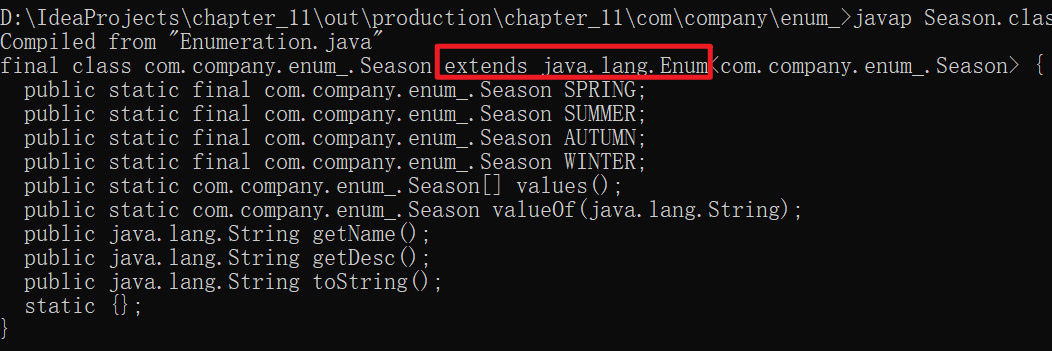 D:\IdeaProjects\chapter_11\out\production\chapter_11\com\company\enum_>javap Season.clas
Compiled from "Enumeration.java"
final class com.company.enum_.Season extends java.lang.Enum<com.company.enum_.Season> {
  public static final com.company.enum_.Season SPRING;
  public static final com.company.enum_.Season SUMMER;
  public static final com.company.enum_.Season AUTUMN;
  public static final com.company.enum_.Season WINTER;
  public static com.company.enum_.Season[] values();
  public static com.company.enum_.Season valueOf(java.lang.String);
  public java.lang.String getName();
  public java.lang.String getDesc();
  public java.lang.String toString();
  static {};
}